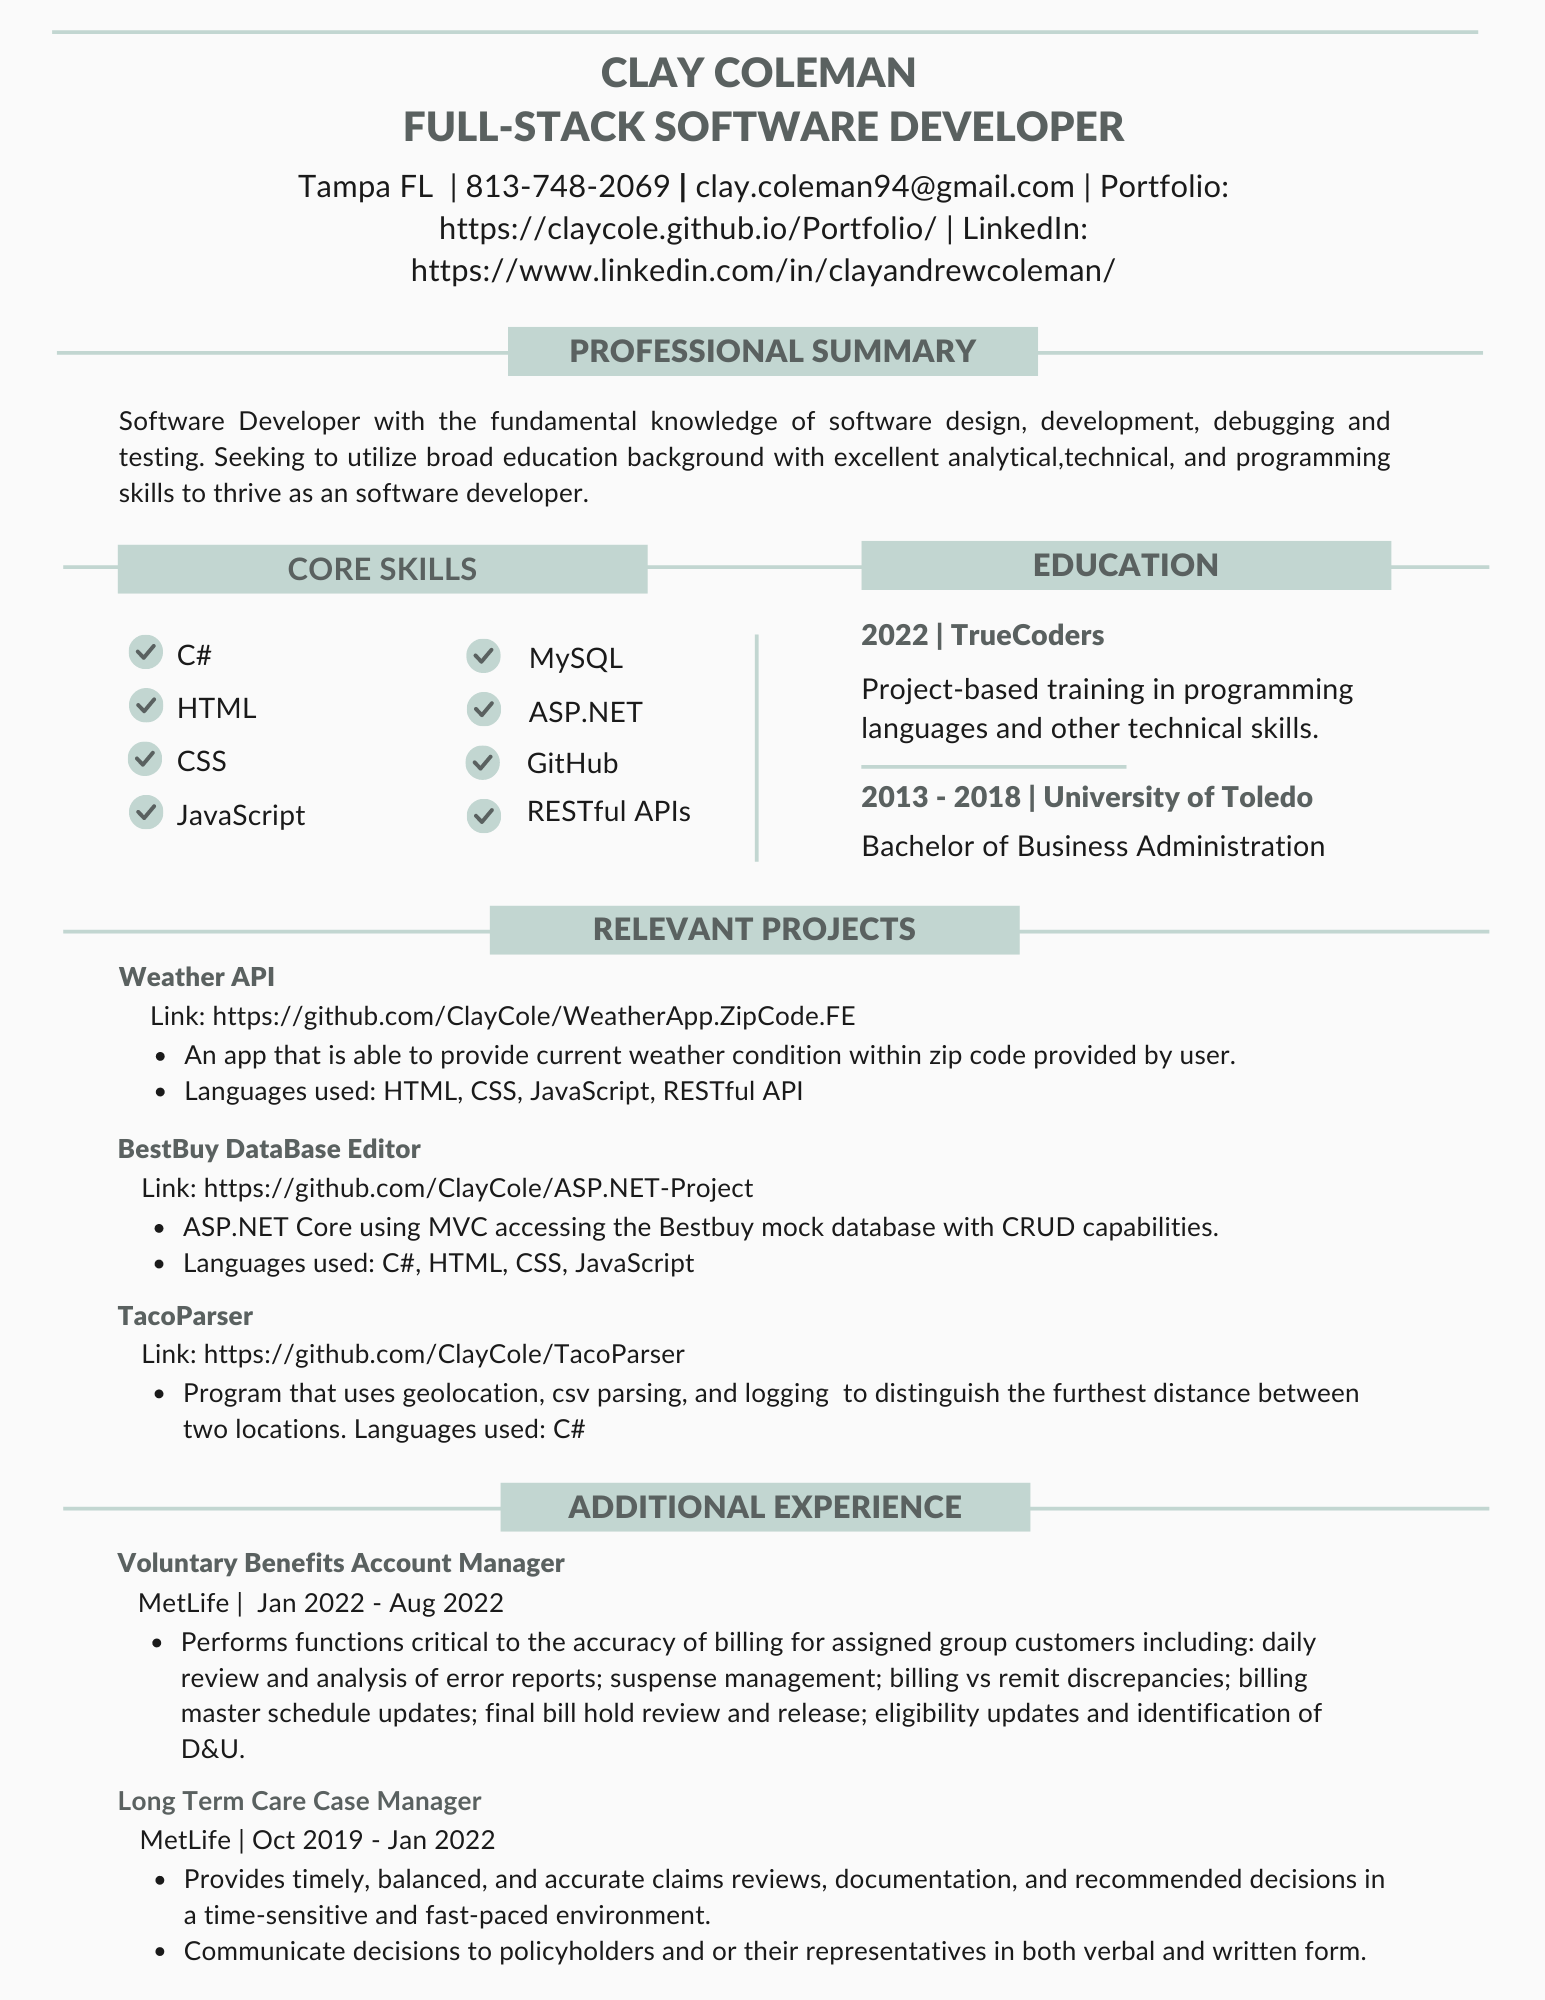 CLAY COLEMAN
FULL-STACK SOFTWARE DEVELOPER
Tampa FL | 813-748-2069 | clay.coleman94@gmail.com | Portfolio:
https://claycole.github.io/Portfolio/ | LinkedIn:
https://www.linkedin.com/in/clayandrewcoleman/
PROFESSIONAL SUMMARY
Software Developer with the fundamental knowledge of software design, development, debugging and
testing. Seeking to utilize broad education background with excellent analytical,technical, and programming
skills to thrive as an software developer.
CORE SKILLS
C#
HTML
CSS
JavaScript
MySQL
ASP.NET
GitHub
RESTful APIs
EDUCATION
2022 | TrueCoders
Project-based training in programming
languages and other technical skills.
2013 - 2018 | University of Toledo
Bachelor of Business Administration
RELEVANT PROJECTS
Weather API
Link: https://github.com/ClayCole/WeatherApp.ZipCode.FE
• An app that is able to provide current weather condition within zip code provided by user.
• Languages used: HTML, CSS, JavaScript, RESTful API
BestBuy DataBase Editor
Link: https://github.com/ClayCole/ASP.NET-Project
• ASP.NET Core using MVC accessing the Bestbuy mock database with CRUD capabilities.
• Languages used: C#, HTML, CSS, JavaScript
TacoParser
Link: https://github.com/ClayCole/TacoParser
• Program that uses geolocation, csv parsing, and logging to distinguish the furthest distance between
two locations. Languages used: C#
ADDITIONAL EXPERIENCE
Voluntary Benefits Account Manager
MetLife | Jan 2022 - Aug 2022
• Performs functions critical to the accuracy of billing for assigned group customers including: daily
review and analysis of error reports; suspense management; billing vs remit discrepancies; billing
master schedule updates; final bill hold review and release; eligibility updates and identification of
D&U.
Long Term Care Case Manager
MetLife | Oct 2019 - Jan 2022
• Provides timely, balanced, and accurate claims reviews, documentation, and recommended decisions in
a time-sensitive and fast-paced environment.
• Communicate decisions to policyholders and or their representatives in both verbal and written form.